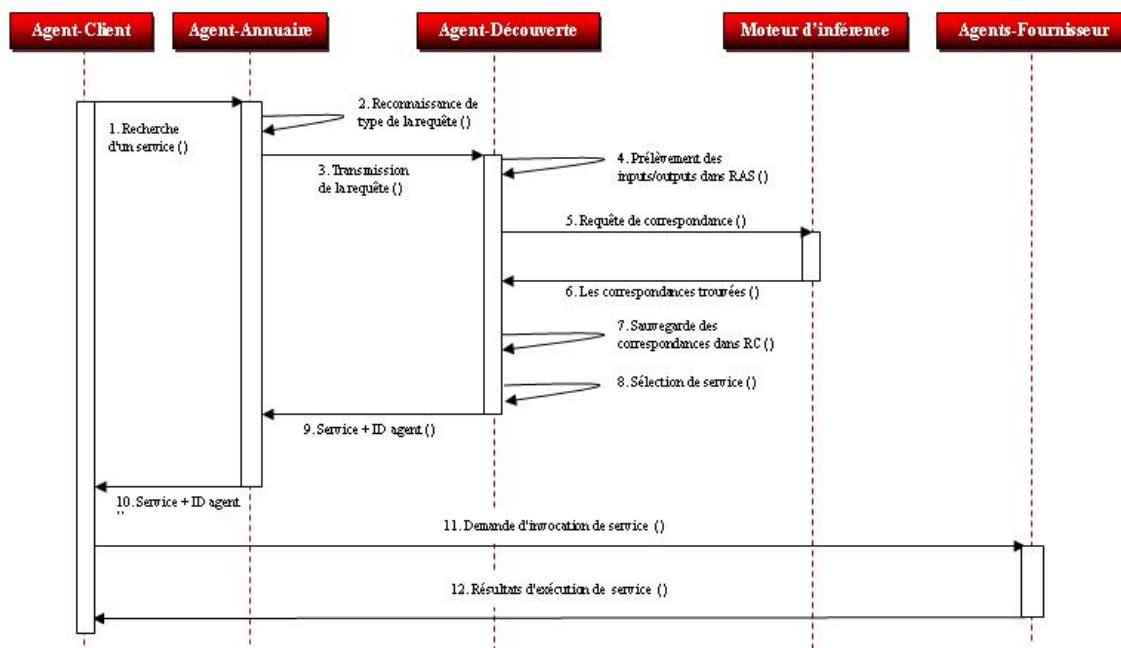 Agent-Client
Agent-Annuaire
Agent-Découverte
Moteur d'inférence
Agents-Fournisseur
1. Recherche
d'un service ()
2. Reconnaissance de
type de la requête ()
3. Transmission
de la requête ()
4. Prélèvement des
inputs/outputs dans RAS ()
5. Requête de correspondance ()
6. Les correspondances trouvées ()
7. Sauvegarde des
correspondances dans RC ()
8. Sélection de service ()
9. Service + ID agent ()
10. Service + ID agent
11. Demande d'invocation de service ()
12. Résultats d'exécution de service ()